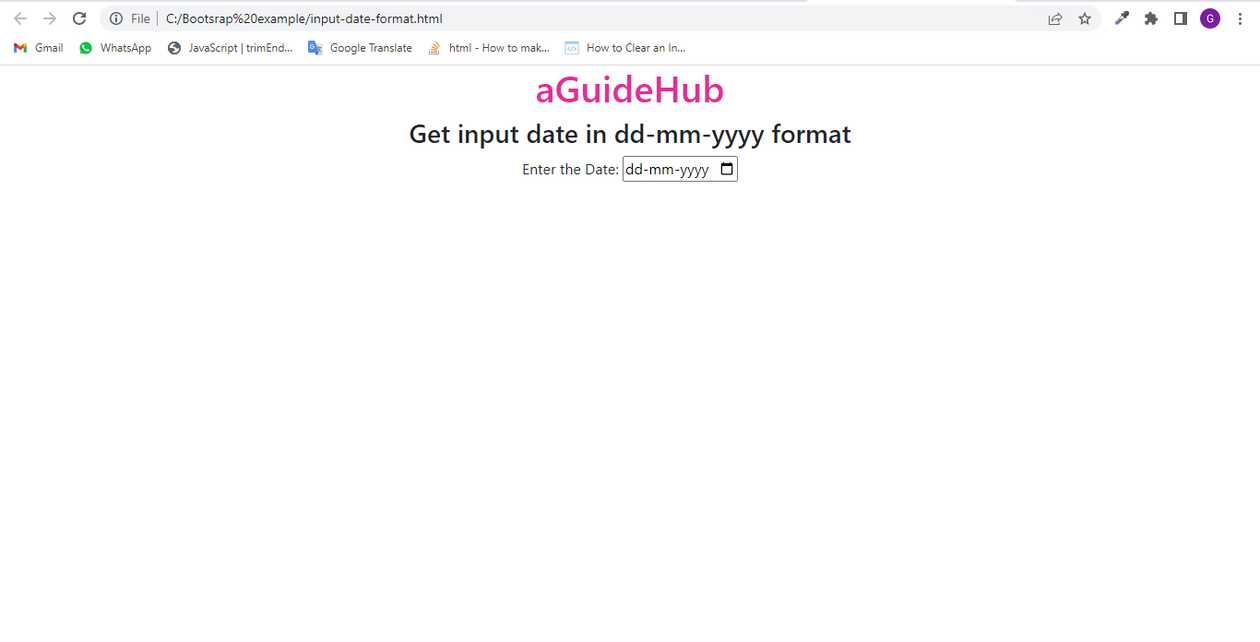 File C:/Bootsrap%20example/input-date-format.html G
Gmail WhatsApp JavaScript | trimEnd... Google Translate html - How to mak... How to Clear an In...
aGuideHub
Get input date in dd-mm-yyyy format
Enter the Date: dd-mm-yyyy